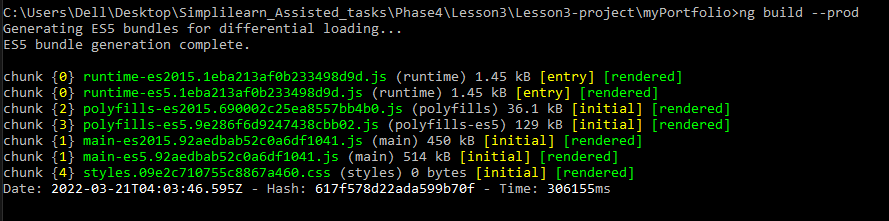 C:\Users\Dell\Desktop\Simplilearn_Assisted_tasks\Phase4\Lesson3\Lesson3-project\myPortfolio>ng build --prod
Generating ES5 bundles for differential loading...
ES5 bundle generation complete.
chunk {0} runtime-es2015.1eba213af0b233498d9d.js (runtime) 1.45 kB [entry] [rendered]
chunk {0} runtime-es5.1eba213af0b233498d9d.js (runtime) 1.45 kB [entry] [rendered]
chunk {2} polyfills-es2015.690002c25ea8557bb4b0.js (polyfills) 36.1 kB [initial] [rendered]
chunk {3} polyfills-es5.9e286f6d9247438cbb02.js (polyfills-es5) 129 kB [initial] [rendered]
chunk {1} main-es2015.92aedbab52c0a6df1041.js (main) 450 kB [initial] [rendered]
chunk {1} main-es5.92aedbab52c0a6df1041.js (main) 514 kB [initial] [rendered]
chunk {4} styles.09e2c710755c8867a460.css (styles) 0 bytes [initial] [rendered]
Date: 2022-03-21T04:03:46.595Z - Hash: 617f578d22ada599b70f - Time: 306155ms